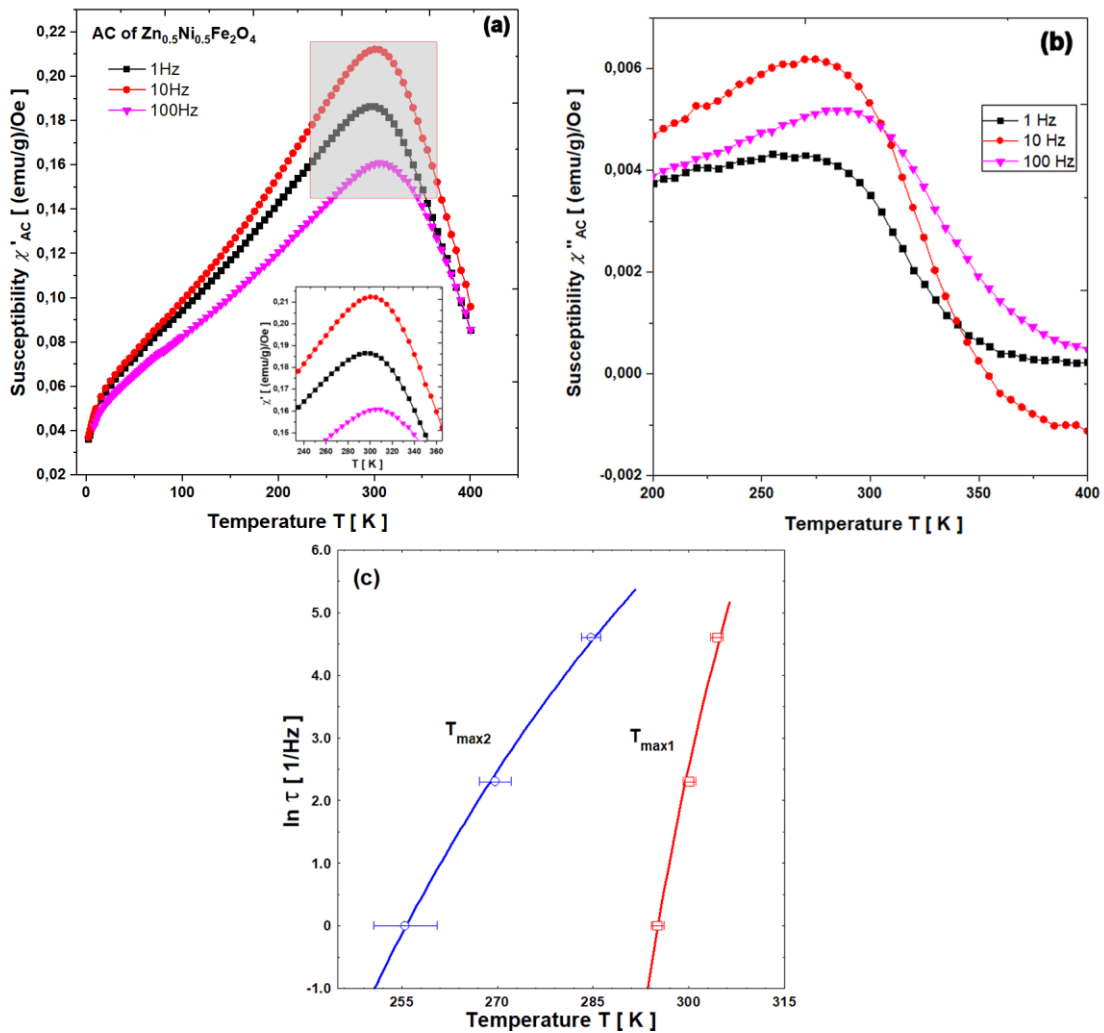 (a)
AC of Zn0.5Ni0.5Fe2O4
1Hz
10Hz
100Hz
Susceptibility χ'AC [ (emu/g)/Oe]
0,22
0,20
0,18
0,16
0,14
0,12
0,10
0,08
0,06
0,04
0,02
0
100
200
300
400
Temperature T [ K ]
χ' [ (emu/g)/Oe]
0,21
0,20
0,19
0,18
0,17
0,16
0,15
240 260 280 300 320 340 360
T [ K ]
(b)
1 Hz
10 Hz
100 Hz
Susceptibility χ''AC [ (emu/g)/Oe]
0,006
0,004
0,002
0,000
-0,002
200
250
300
350
400
Temperature T [ K ]
(c)
Tmax2
Tmax1
ln τ [ 1/Hz ]
6.0
5.0
4.0
3.0
2.0
1.0
0
-1.0
255
270
285
300
315
Temperature T [ K ]